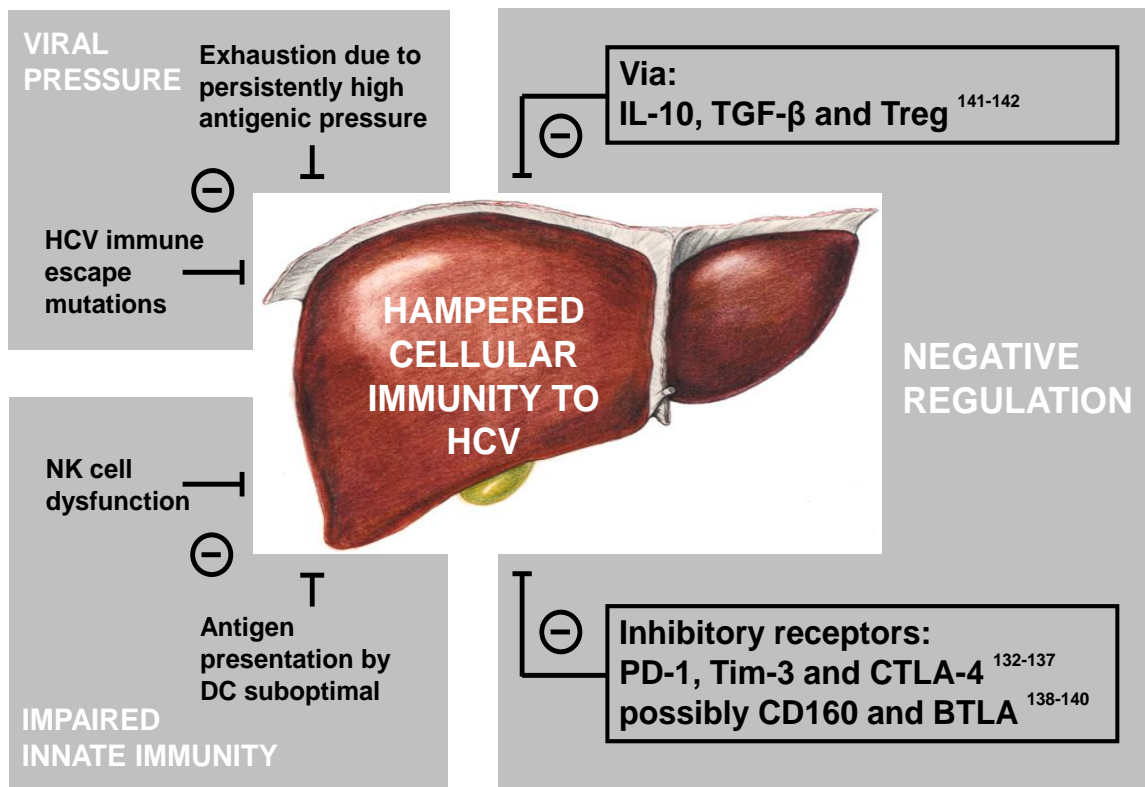 VIRAL
PRESSURE
Exhaustion due to
persistently high
antigenic pressure
HCV immune
escape
mutations
Via:
IL-10, TGF-β and Treg 141-142
HAMPERED
CELLULAR
IMMUNITY TO
HCV
NEGATIVE
REGULATION
NK cell
dysfunction
Antigen
presentation by
DC suboptimal
IMPAIRED
INNATE IMMUNITY
Inhibitory receptors:
PD-1, Tim-3 and CTLA-4 132-137
possibly CD160 and BTLA 138-140